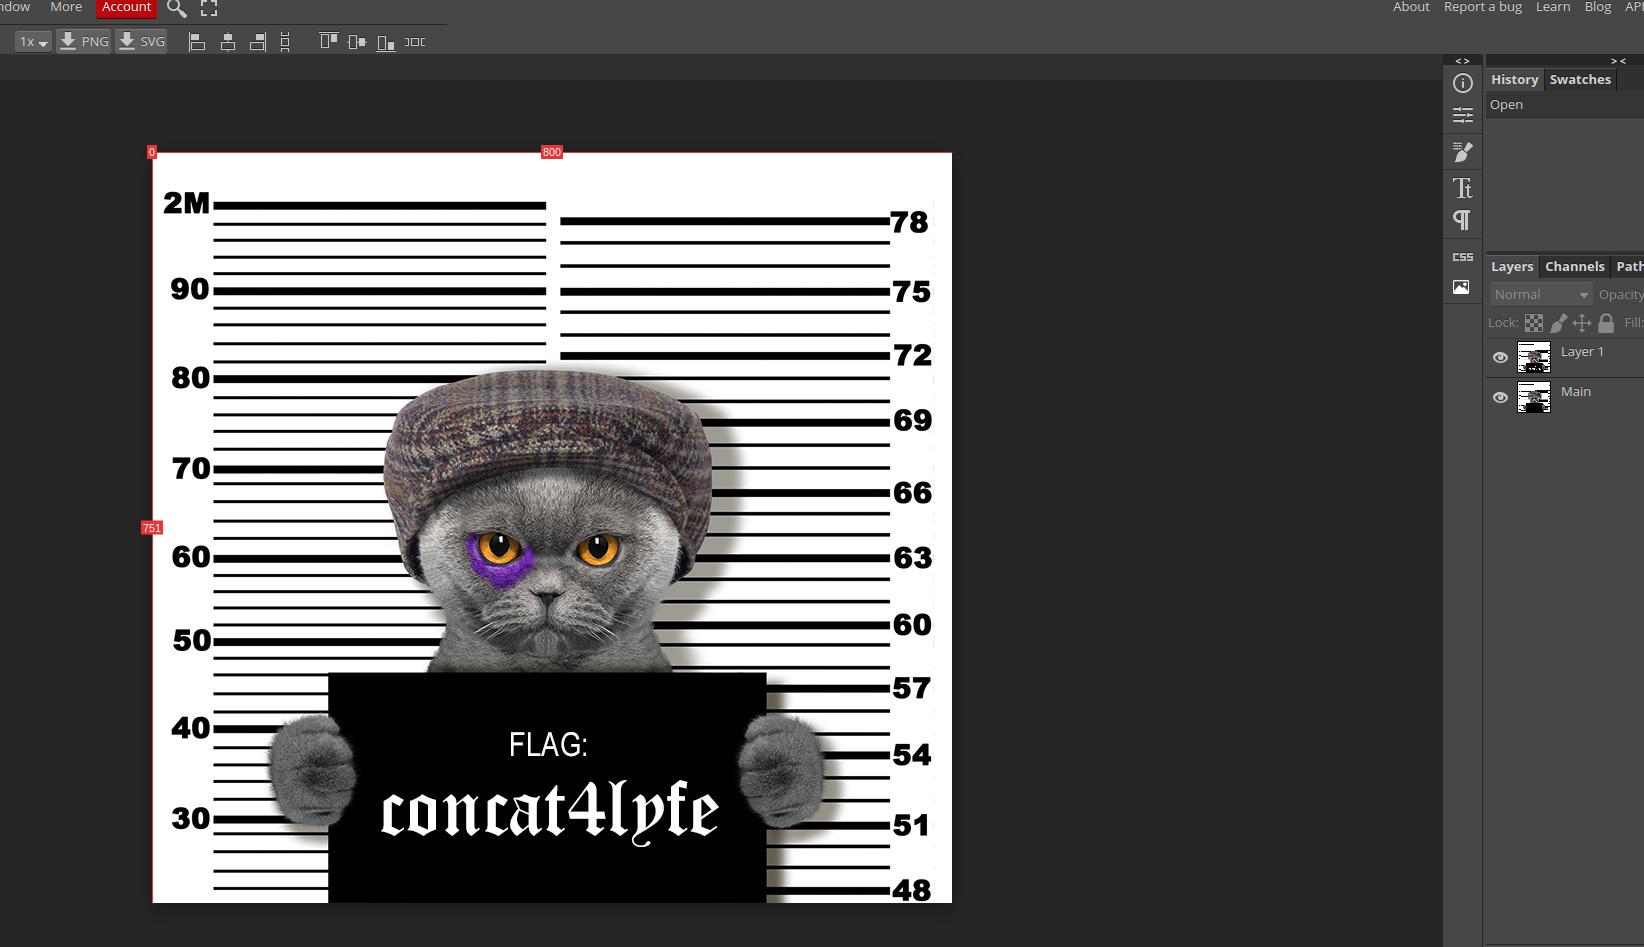 ndow More Account About Report a bug Learn Blog API
1x PNG SVG
< > > <
History Swatches
Open
0 800
2M
78
90
75
72
80
69
70
66
751
60
63
60
50
57
40
54
30
51
48
FLAG:
concat4lyfe
Tt
CSS
Layers Channels Path
Normal Opacity
Lock: Fill:
Layer 1
Main